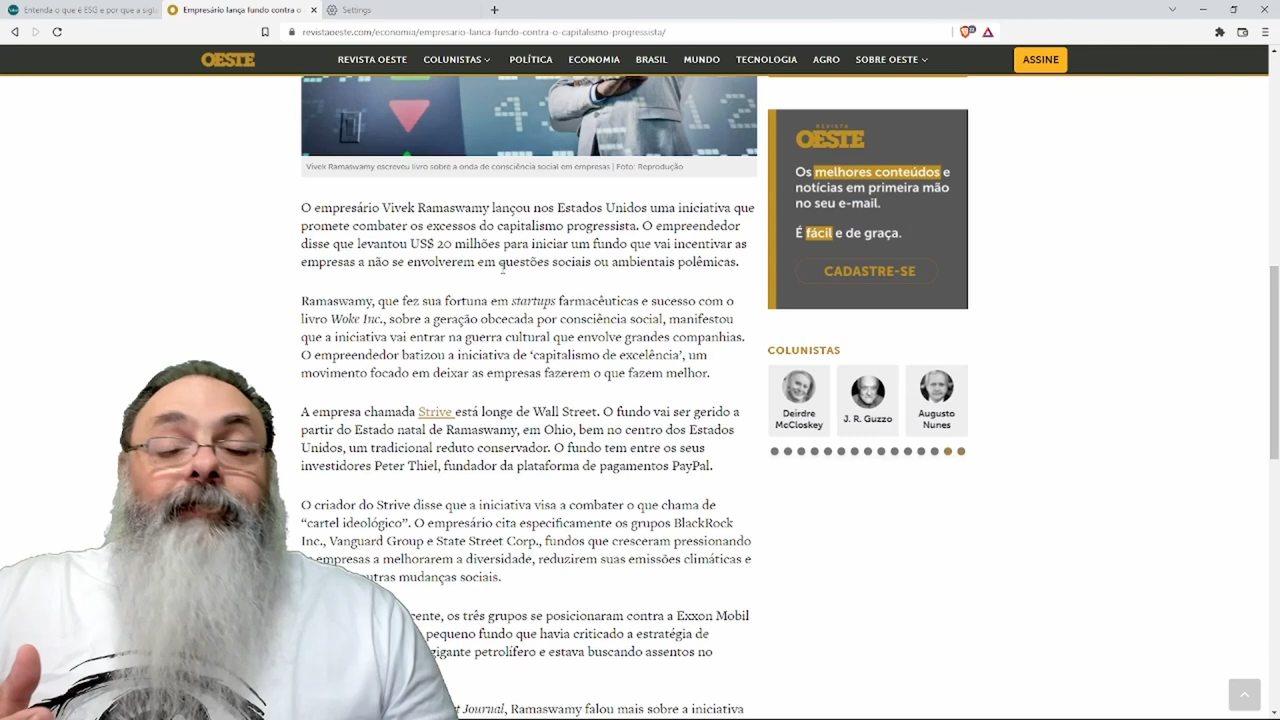 Entenda o que é ESG e por que a sigla
Empresário lança fundo contra o
Settings
revistaoeste.com/economia/empresario-lanca-fundo-contra-o-capitalismo-progressista/
OESTE
REVISTA OESTE
COLUNISTAS
POLÍTICA
ECONOMIA
BRASIL
MUNDO
TECNOLOGIA
AGRO
SOBRE OESTE
ASSINE
Vivek Ramaswamy escreveu livro sobre a onda de consciência social em empresas | Foto: Reprodução
O empresário Vivek Ramaswamy lançou nos Estados Unidos uma iniciativa que
promete combater os excessos do capitalismo progressista. O empreendedor
disse que levantou US$ 20 milhões para iniciar um fundo que vai incentivar as
empresas a não se envolverem em questões sociais ou ambientais polêmicas.
Ramaswamy, que fez sua fortuna em startups farmacêuticas e sucesso com o
livro Woke Inc., sobre a geração obcecada por consciência social, manifestou
que a iniciativa vai entrar na guerra cultural que envolve grandes companhias.
O empreendedor batizou a iniciativa de ‘capitalismo de excelência’, um
movimento focado em deixar as empresas fazerem o que fazem melhor.
A empresa chamada Strive está longe de Wall Street. O fundo vai ser gerido a
partir do Estado natal de Ramaswamy, em Ohio, bem no centro dos Estados
Unidos, um tradicional reduto conservador. O fundo tem entre os seus
investidores Peter Thiel, fundador da plataforma de pagamentos PayPal.
O criador do Strive disse que a iniciativa visa a combater o que chama de
“cartel ideológico”. O empresário cita especificamente os grupos BlackRock
Inc., Vanguard Group e State Street Corp., fundos que cresceram pressionando
empresas a melhorarem a diversidade, reduzirem suas emissões climáticas e
outras mudanças sociais.
os três grupos se posicionaram contra a Exxon Mobil
pequeno fundo que havia criticado a estratégia de
gigante petrolífero e estava buscando assentos no
Journal, Ramaswamy falou mais sobre a iniciativa
REVISTA
OESTE
Os melhores conteúdos e
notícias em primeira mão
no seu e-mail.
É fácil e de graça.
CADASTRE-SE
COLUNISTAS
Deirdre
McCloskey
J. R. Guzzo
Augusto
Nunes